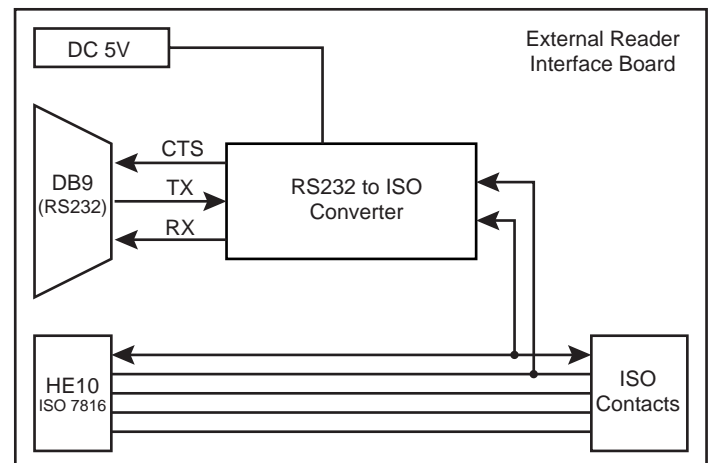 DC 5V
External Reader
Interface Board
CTS
DB9
(RS232)
TX
RS232 to ISO
Converter
RX
HE10
ISO 7816
ISO
Contacts